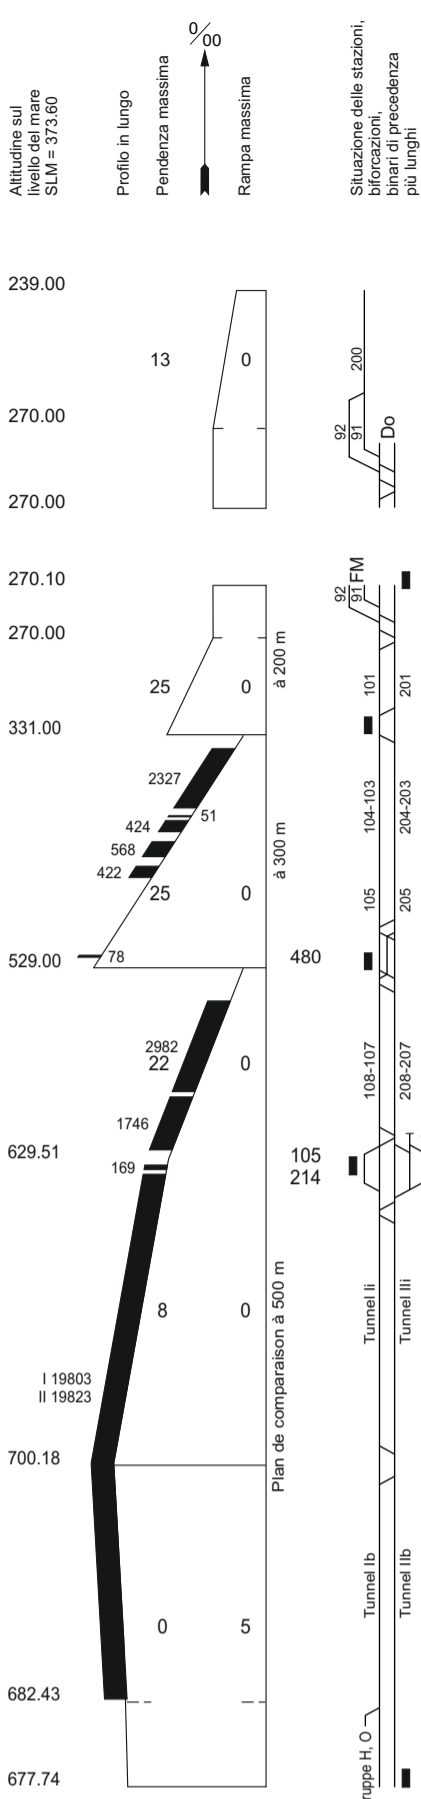 Altitudine sul
livello del mare
SLM = 373.60
Profilo in lungo
Pendenza massima
0/00
Rampa massima
Situazione delle stazioni,
biforcazioni,
binari di precedenza
più lunghi
239.00
13
0
200
270.00
92
91
Do
270.00
270.10
92
91
FM
270.00
à 200 m
25
0
101
201
331.00
2327
51
424
568
422
104-103
204-203
à 300 m
25
0
105
205
78
529.00
480
2982
22
0
108-107
208-207
1746
629.51
169
105
214
8
0
Plan de comparaison à 500 m
Tunnel Ii
Tunnel IIi
I 19803
II 19823
700.18
0
5
Tunnel Ib
Tunnel IIb
682.43
ruppe H, O
677.74